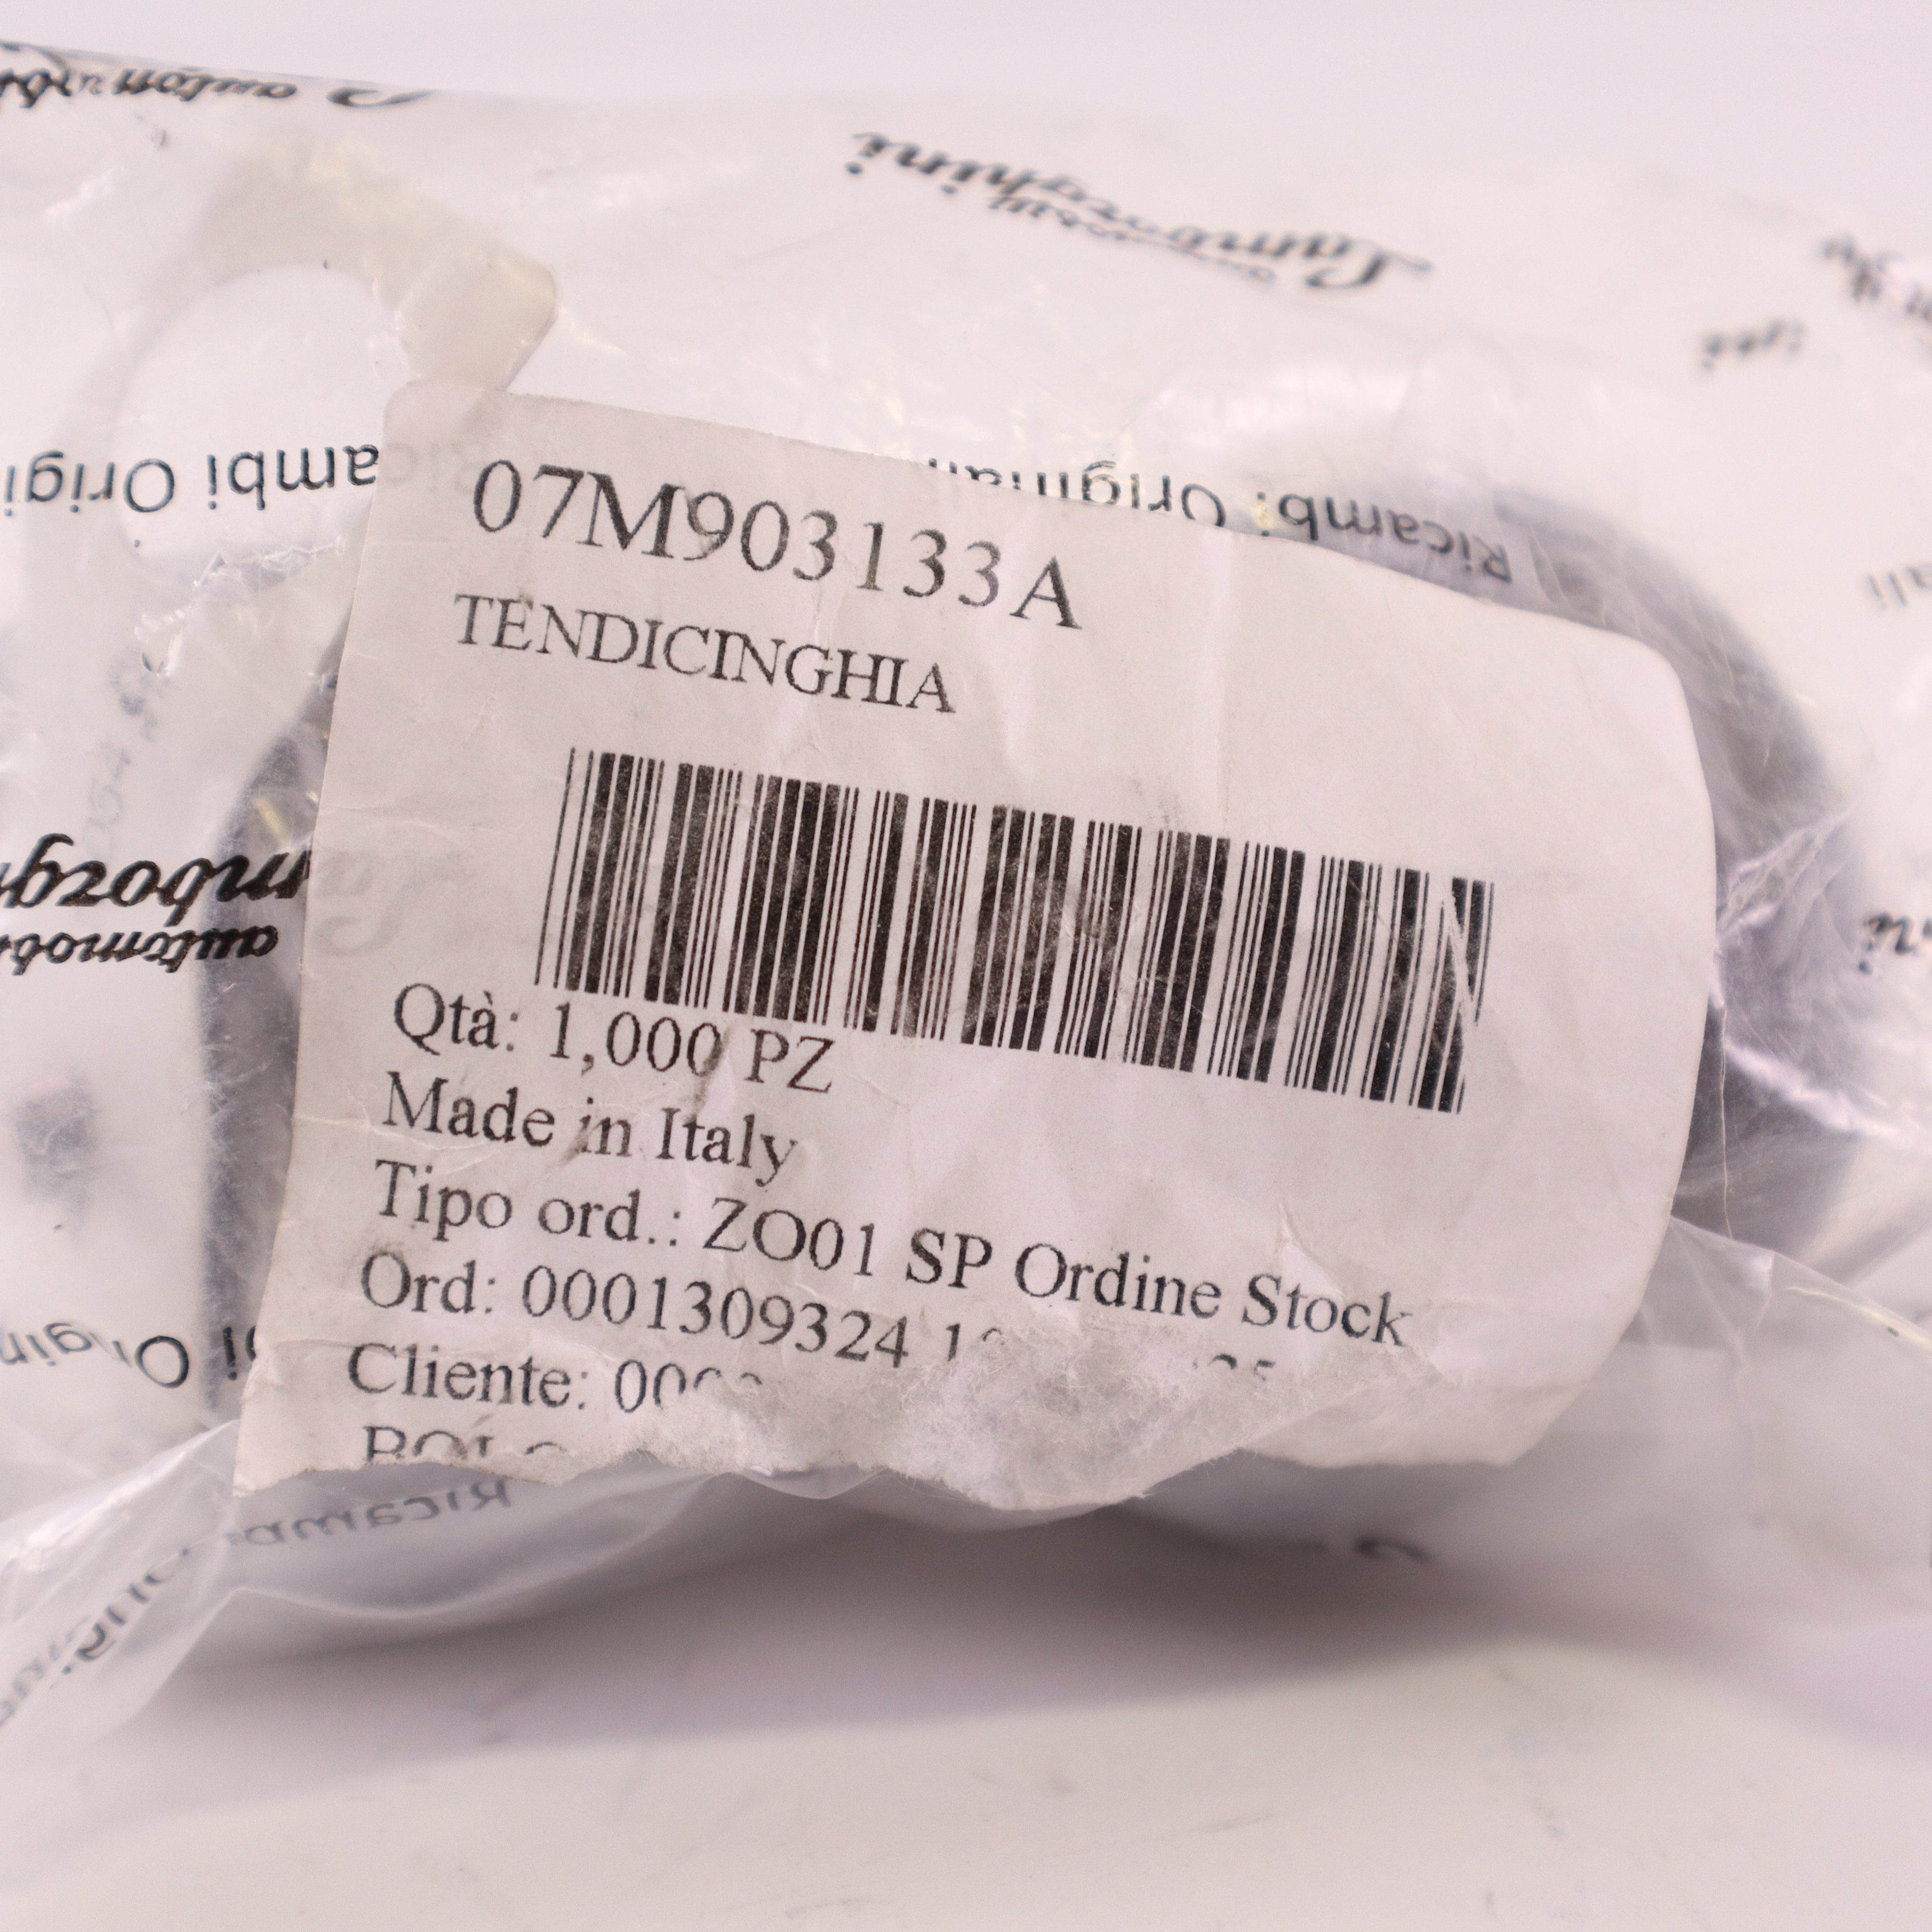 Lamborghini
Ricambi Originali
07M903133A
TENDICINGHIA
Qtà: 1,000 PZ
Made in Italy
Tipo ord.: ZO01 SP Ordine Stock
Ord: 0001309324
Cliente: